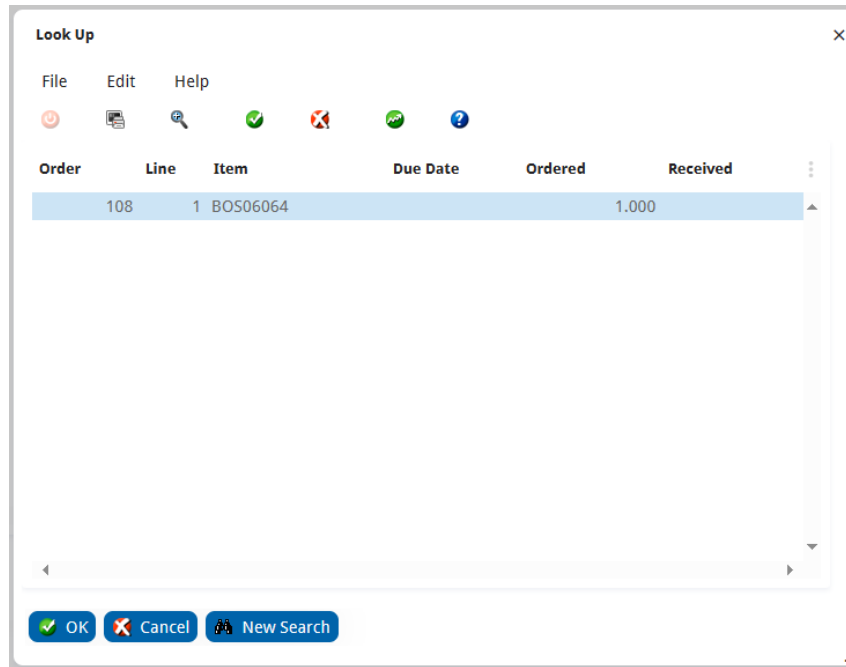 Look Up
File Edit Help
Order Line Item Due Date Ordered Received
108 1 BOS06064 1.000
OK Cancel New Search